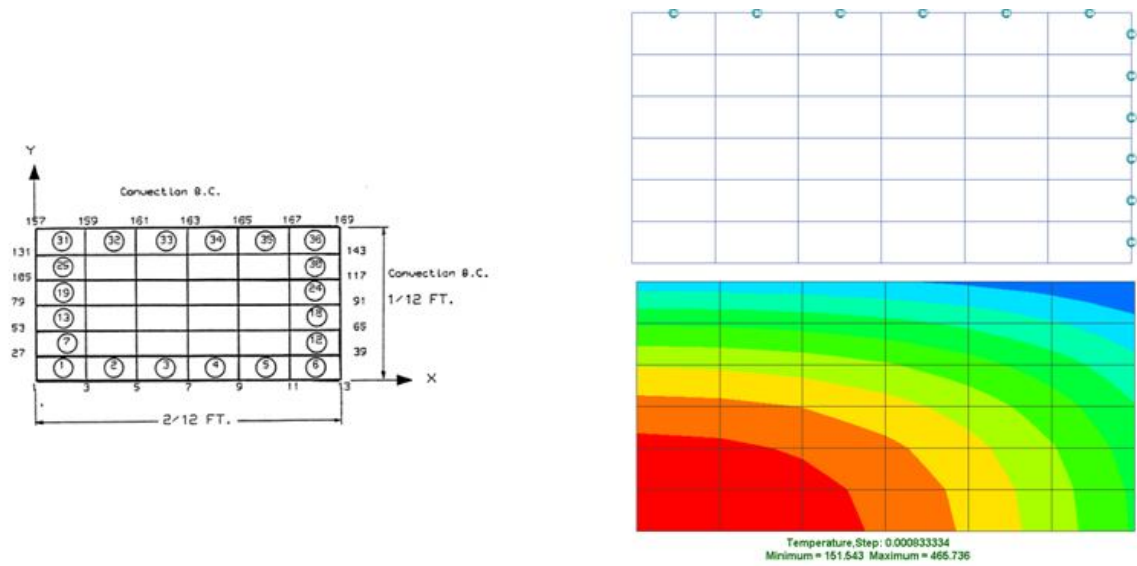 Y
Convection B.C.
157 159 161 163 165 167 169
31 32 33 34 35 36
131 143
25 30
105 117 Convection B.C.
19 24
79 91 1/12 FT.
13 18
53 65
7 12
27 39
1 2 3 4 5 6
1 3 5 7 9 11 13 X
2/12 FT.
C C C C C C
C
C
C
C
C
C
Temperature,Step: 0.000833334
Minimum = 151.543 Maximum = 465.736